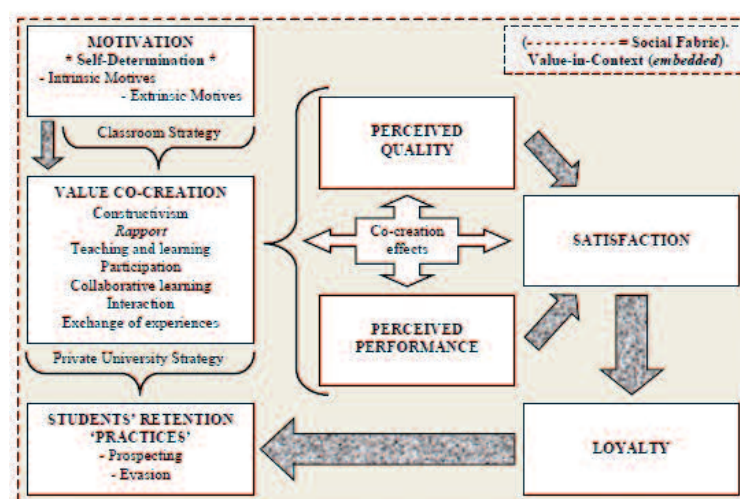 MOTIVATION
* Self-Determination *
- Intrinsic Motives
- Extrinsic Motives
(- - - - - - - - - - = Social Fabric).
Value-in-Context (embedded)
Classroom Strategy
PERCEIVED
QUALITY
VALUE CO-CREATION
Constructivism
Rapport
Teaching and learning
Participation
Collaborative learning
Interaction
Exchange of experiences
Co-creation
effects
SATISFACTION
PERCEIVED
PERFORMANCE
Private University Strategy
STUDENTS' RETENTION
'PRACTICES'
- Prospecting
- Evasion
LOYALTY